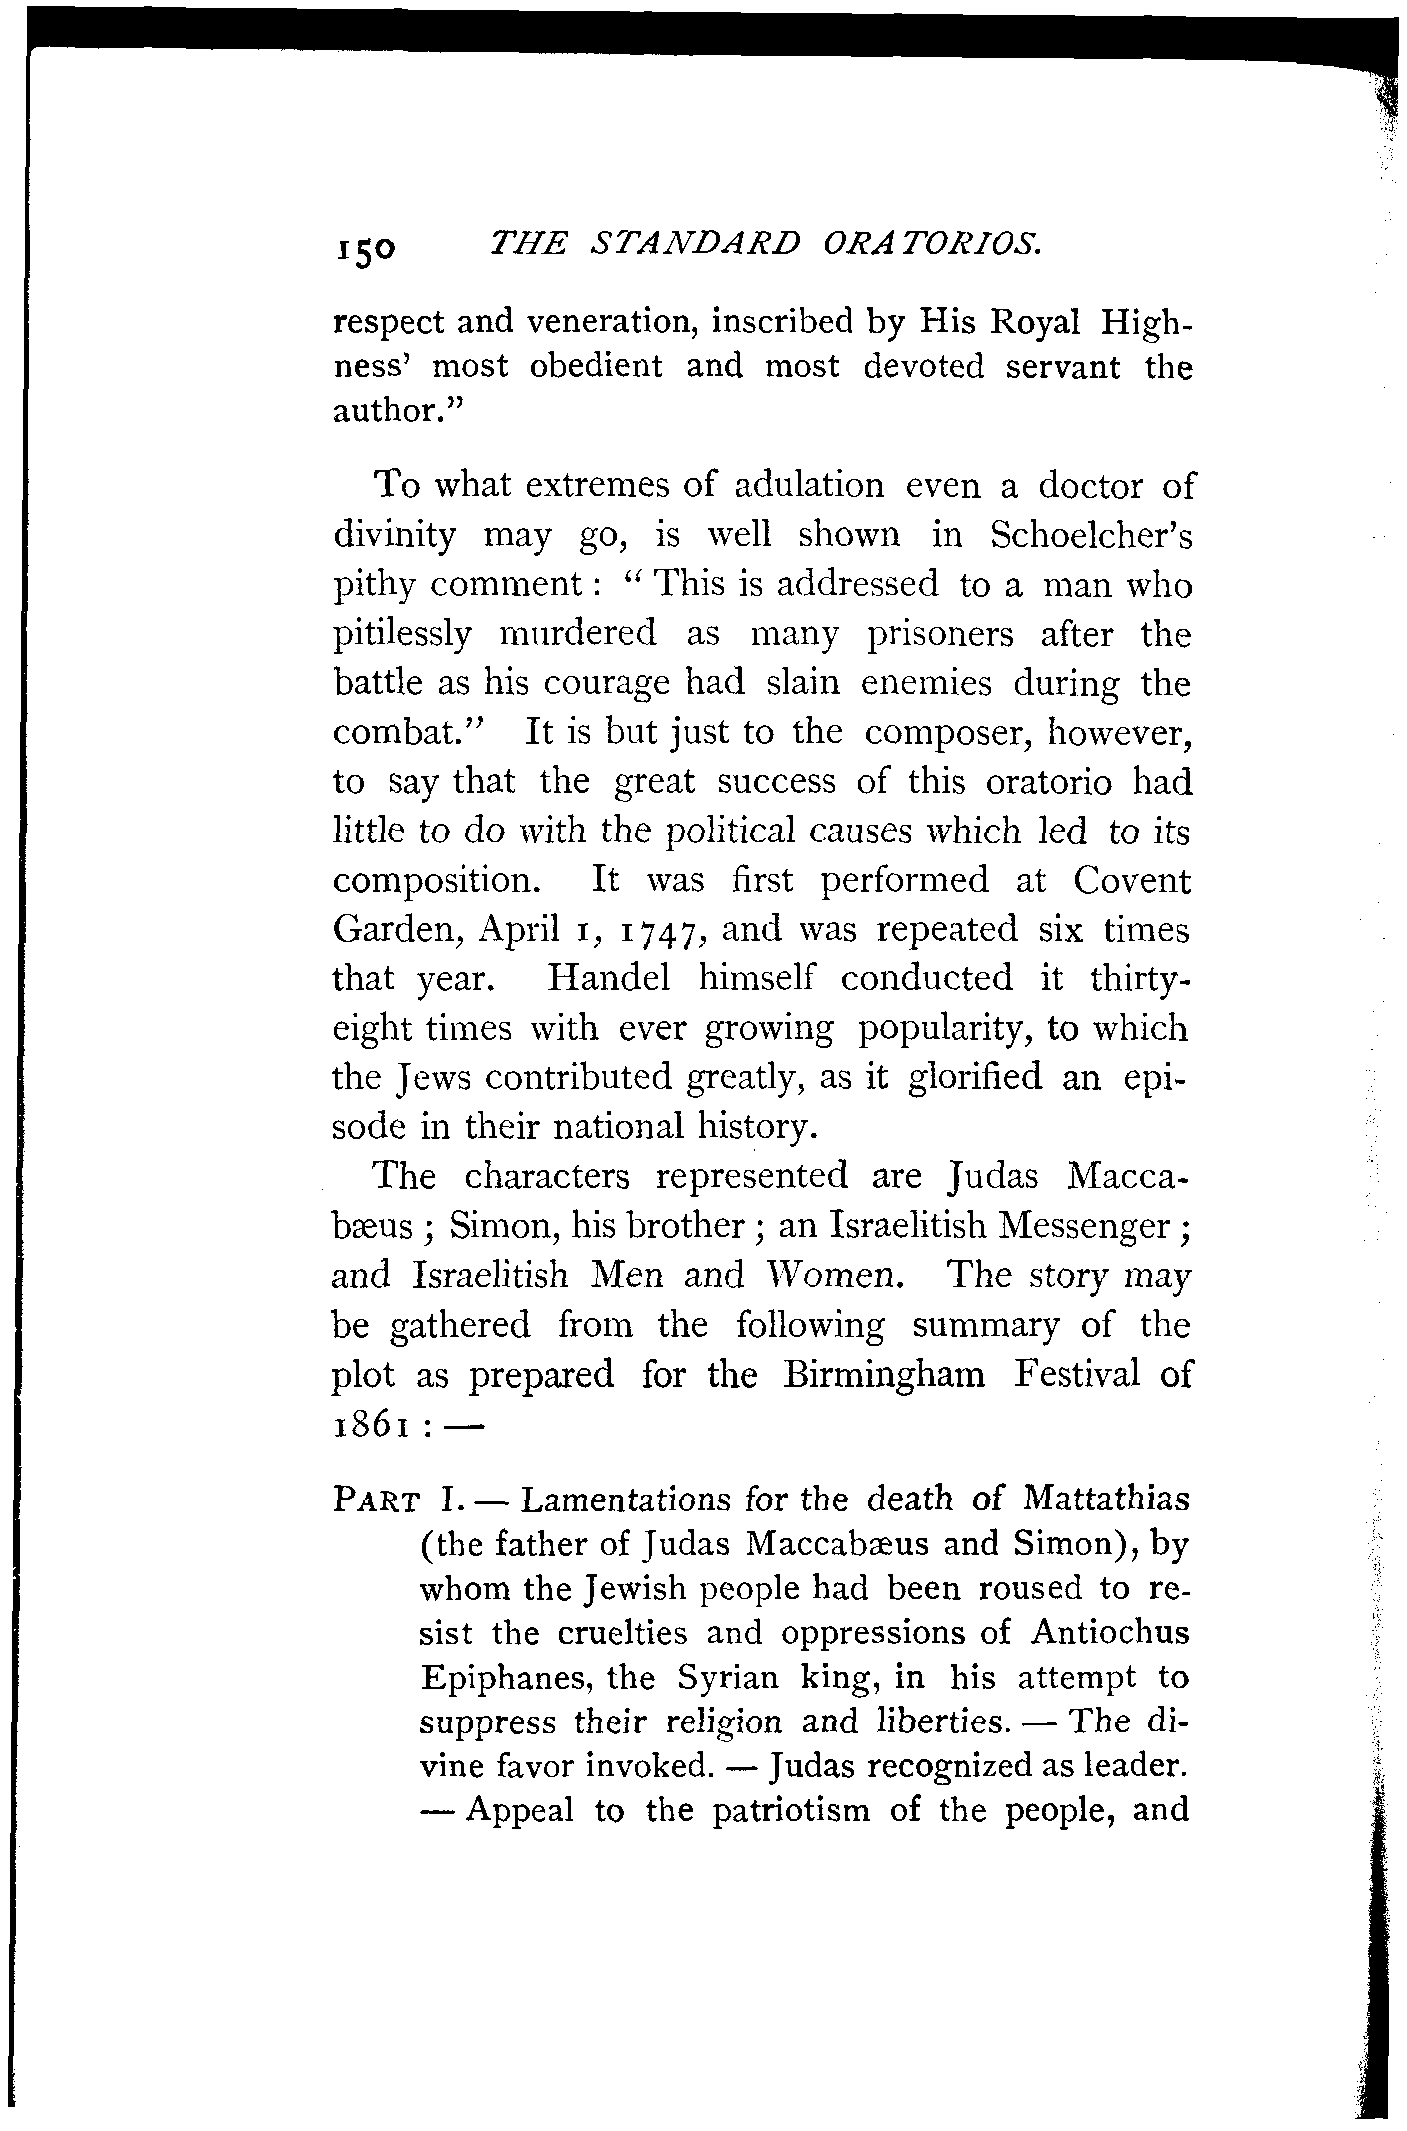 150 THE STANDARD ORATORIOS.
respect and veneration, inscribed by His Royal High-
ness' most obedient and most devoted servant the
author."
To what extremes of adulation even a doctor of
divinity may go, is well shown in Schoelcher's
pithy comment : " This is addressed to a man who
pitilessly murdered as many prisoners after the
battle as his courage had slain enemies during the
combat." It is but just to the composer, however,
to say that the great success of this oratorio had
little to do with the political causes which led to its
composition. It was first performed at Covent
Garden, April 1, 1747, and was repeated six times
that year. Handel himself conducted it thirty-
eight times with ever growing popularity, to which
the Jews contributed greatly, as it glorified an epi-
sode in their national history.
The characters represented are Judas Macca-
bæus ; Simon, his brother ; an Israelitish Messenger ;
and Israelitish Men and Women. The story may
be gathered from the following summary of the
plot as prepared for the Birmingham Festival of
1861 : —
PART I. — Lamentations for the death of Mattathias
(the father of Judas Maccabæus and Simon), by
whom the Jewish people had been roused to re-
sist the cruelties and oppressions of Antiochus
Epiphanes, the Syrian king, in his attempt to
suppress their religion and liberties. — The di-
vine favor invoked. — Judas recognized as leader.
— Appeal to the patriotism of the people, and